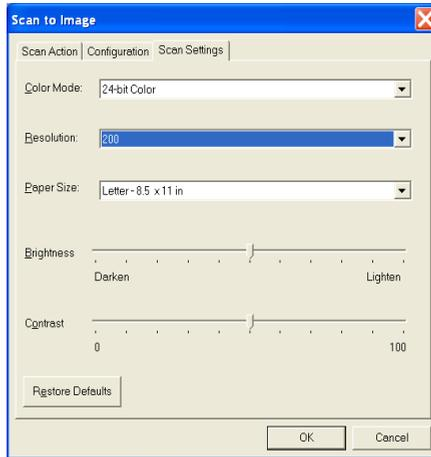 Scan to Image
Scan Action Configuration Scan Settings
Color Mode: 24-bit Color
Resolution: 200
Paper Size: Letter - 8.5 x 11 in
Brightness
Darken Lighten
Contrast
0 100
Restore Defaults
OK Cancel